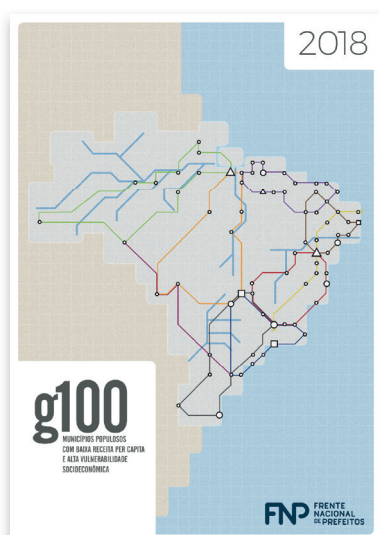 2018
g100
MUNICÍPIOS POPULOSOS
COM BAIXA RECEITA PER CAPITA
E ALTA VULNERABILIDADE
SOCIOECONÔMICA
FNP
FRENTE
NACIONAL
DE PREFEITOS